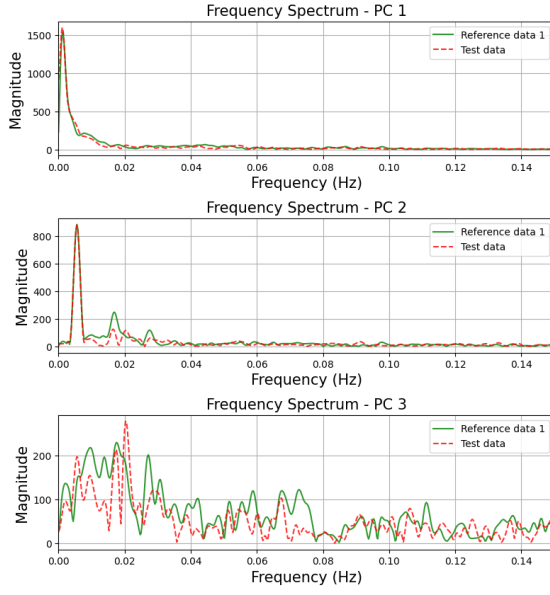 Frequency Spectrum - PC 1
Magnitude
1500
1000
500
0
Reference data 1
Test data
0.00 0.02 0.04 0.06 0.08 0.10 0.12 0.14
Frequency (Hz)
Frequency Spectrum - PC 2
Magnitude
800
600
400
200
0
Reference data 1
Test data
0.00 0.02 0.04 0.06 0.08 0.10 0.12 0.14
Frequency (Hz)
Frequency Spectrum - PC 3
Magnitude
200
100
0
Reference data 1
Test data
0.00 0.02 0.04 0.06 0.08 0.10 0.12 0.14
Frequency (Hz)